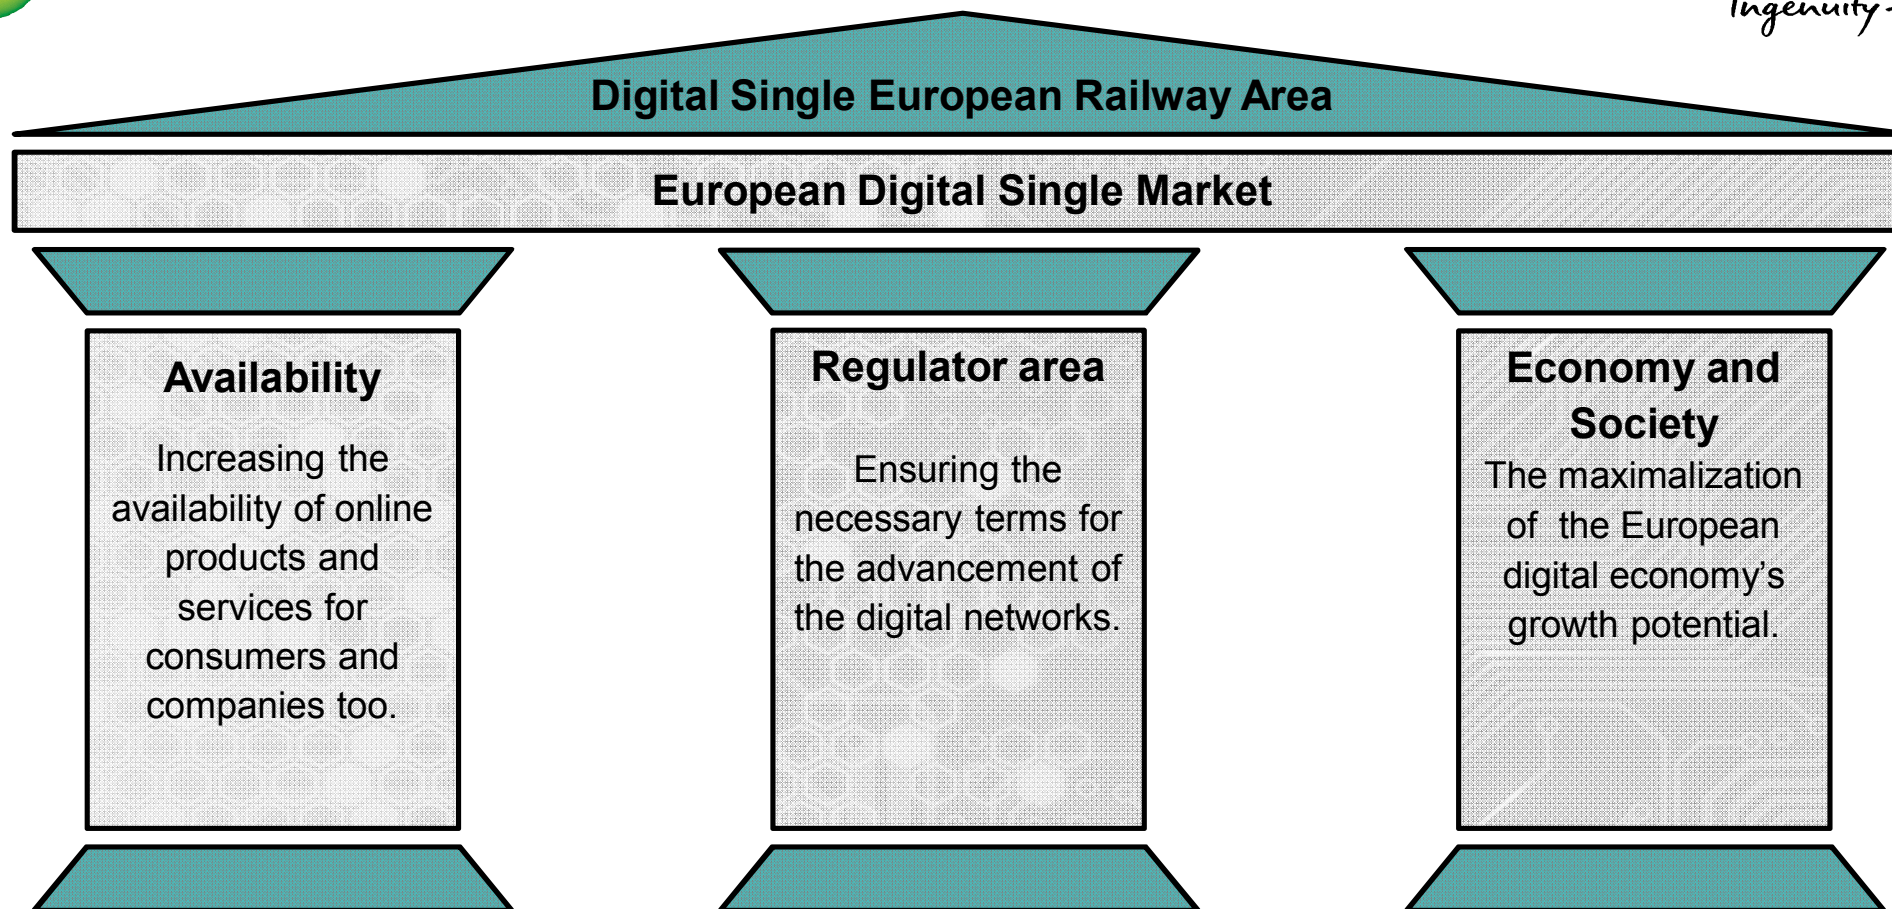 Ingenuity
Digital Single European Railway Area
European Digital Single Market
Availability
Increasing the
availability of online
products and
services for
consumers and
companies too.
Regulator area
Ensuring the
necessary terms for
the advancement of
the digital networks.
Economy and
Society
The maximalization
of the European
digital economy's
growth potential.